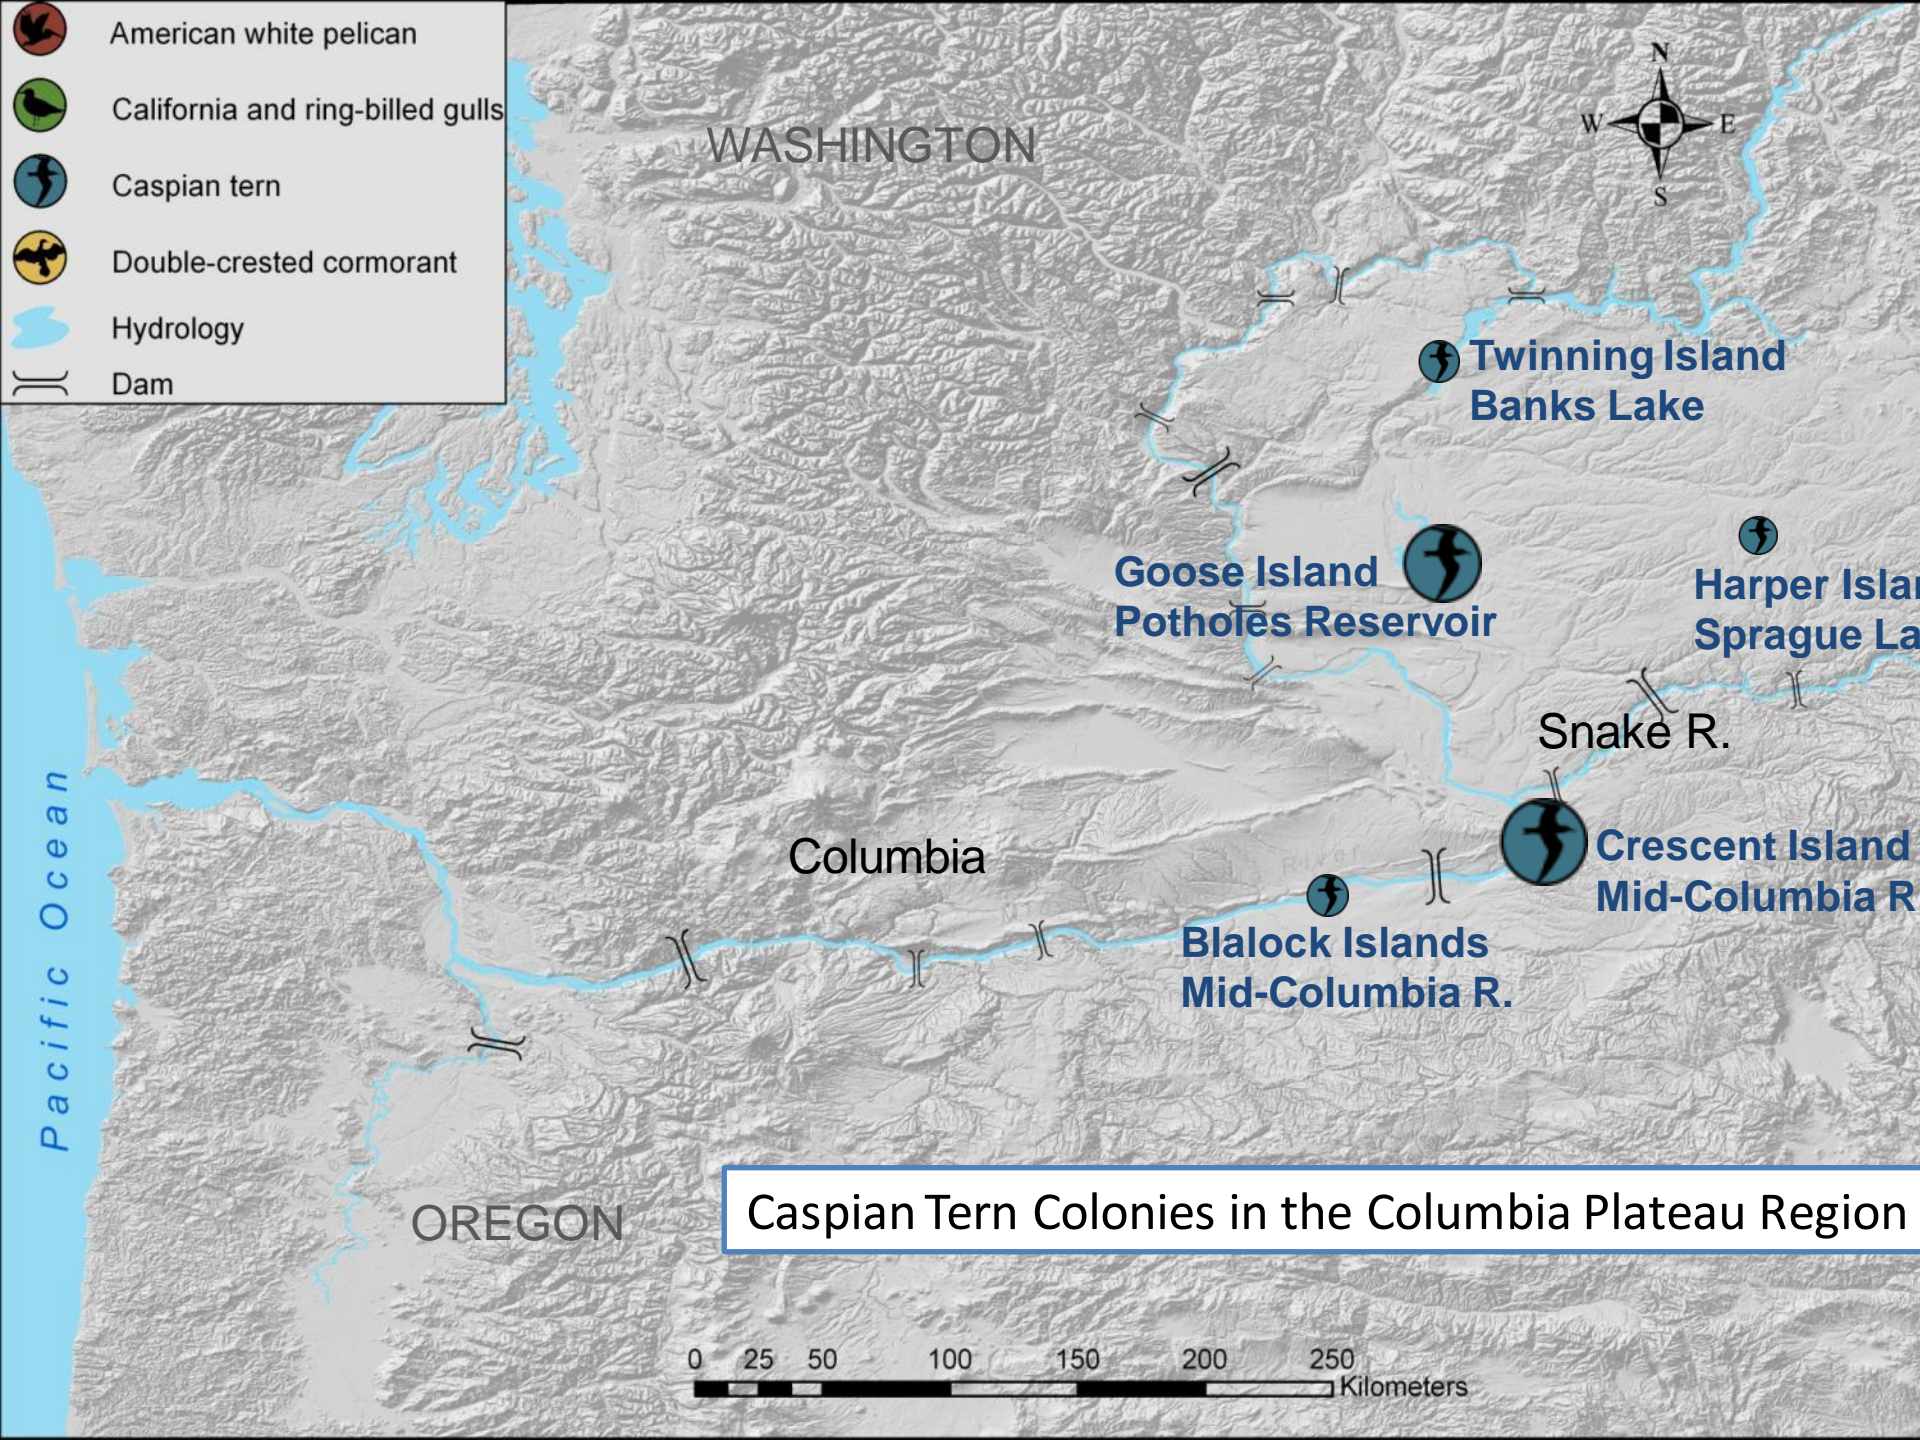 American white pelican
California and ring-billed gulls
Caspian tern
Double-crested cormorant
Hydrology
Dam
WASHINGTON
N
W
E
S
Twinning Island
Banks Lake
Goose Island
Potholes Reservoir
Harper Islan
Sprague La
Snake R.
Pacific Ocean
Columbia
River
Crescent Island
Mid-Columbia R
Blalock Islands
Mid-Columbia R.
OREGON
Caspian Tern Colonies in the Columbia Plateau Region
0 25 50 100 150 200 250
Kilometers